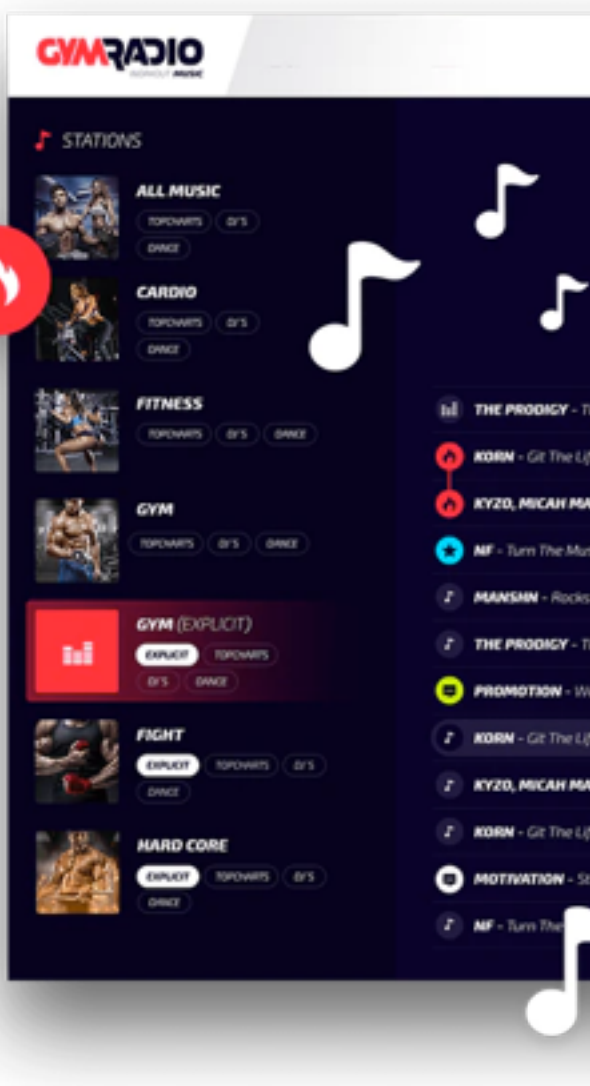 GYMRADIO
WORKOUT MUSIC
STATIONS
ALL MUSIC
TOPCHARTS DJ'S
DANCE
CARDIO
TOPCHARTS DJ'S
DANCE
FITNESS
TOPCHARTS DJ'S DANCE
GYM
TOPCHARTS DJ'S DANCE
GYM (EXPLICIT)
EXPLICIT TOPCHARTS
DJ'S DANCE
FIGHT
EXPLICIT TOPCHARTS DJ'S
DANCE
HARD CORE
EXPLICIT TOPCHARTS DJ'S
DANCE
THE PRODIGY -
KORN - Git The
KYZO, MICAH
NF - Turn The
MANSHN - Rocks
THE PRODIGY -
PROMOTION -
KORN - Git The
KYZO, MICAH
KORN - Git The
MOTIVATION -
NF - Turn The